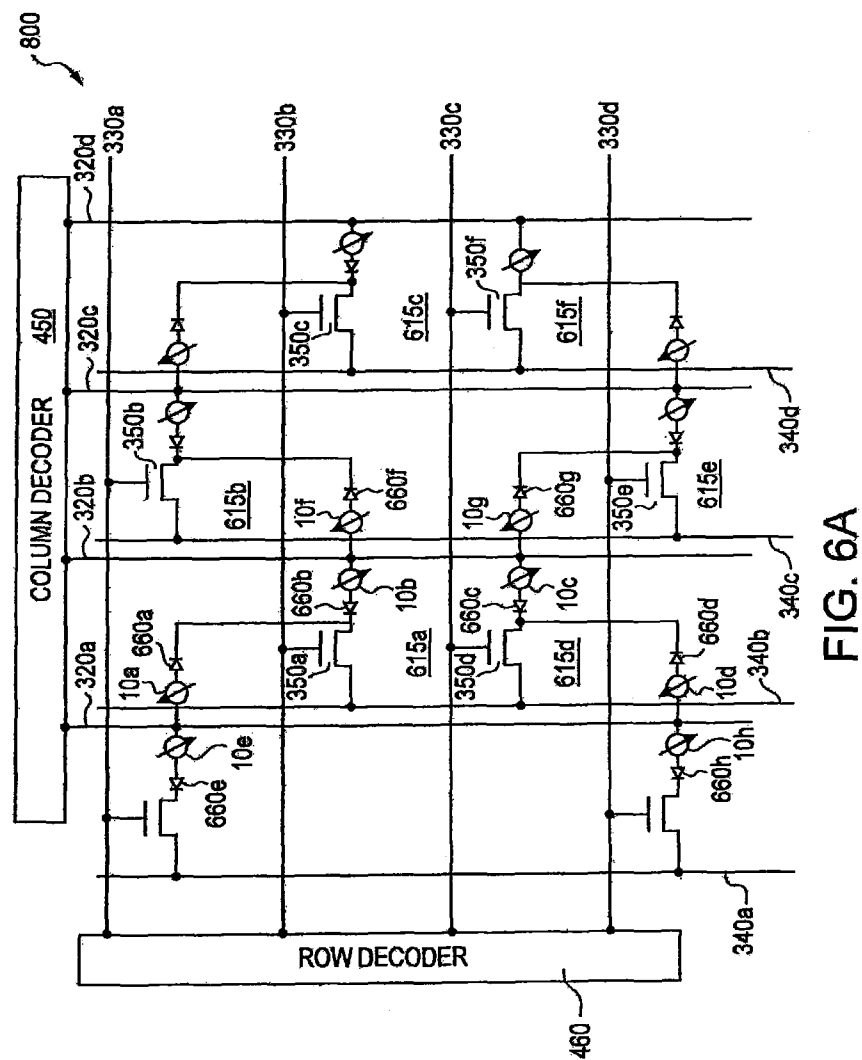 800
COLUMN DECODER 450
320a
320b
320c
320d
330a
10a
660a
350b
10e
660e
615b
330b
350a
660b
10b
10f
660f
350c
615a
615c
330c
350d
660c
10c
10g
660g
350f
615d
615f
330d
660d
10d
350e
615e
660h
10h
340a
340b
340c
340d
ROW DECODER
460
FIG. 6A